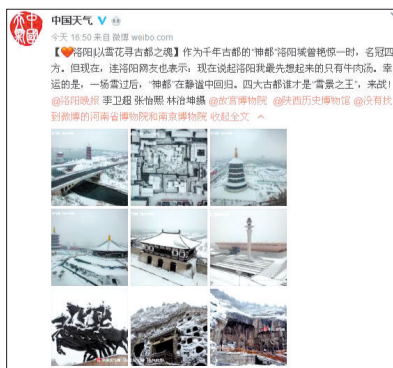 中国天气
今天 16:50 来自 微博 weibo.com
【洛阳|以雪花寻古都之魂】作为千年古都的“神都”洛阳城曾艳惊一时，名冠四
方。但现在，连洛阳网友也表示：现在说起洛阳我最先想起来的只有牛肉汤。幸
运的是，一场雪过后，“神都”在静谧中回归。四大古都谁才是“雪景之王”，来战！
@洛阳晚报 李卫超 张怡熙 林治坤摄 @故宫博物院 @陕西历史博物馆 @没有找
到微博的河南省博物院和南京博物院 收起全文